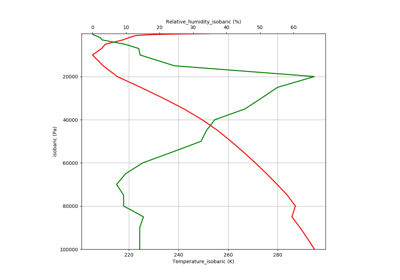 Relative_humidity_isobaric (%)
0 10 20 30 40 50 60
20000
40000
60000
80000
100000
isobaric (Pa)
220 240 260 280
Temperature_isobaric (K)